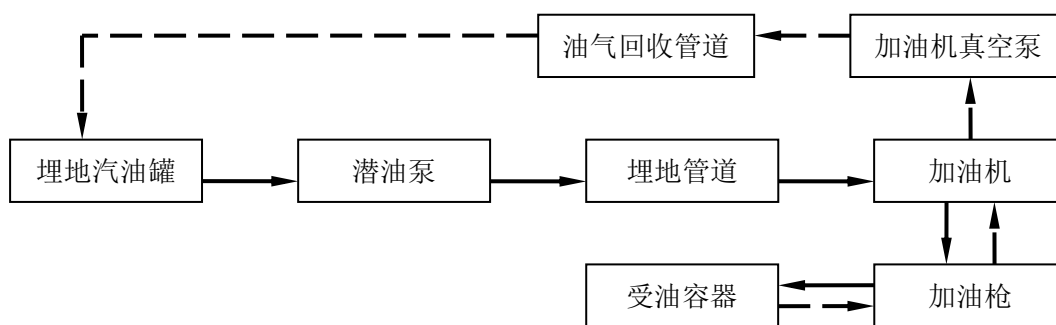 油气回收管道
加油机真空泵
埋地汽油罐
潜油泵
埋地管道
加油机
受油容器
加油枪